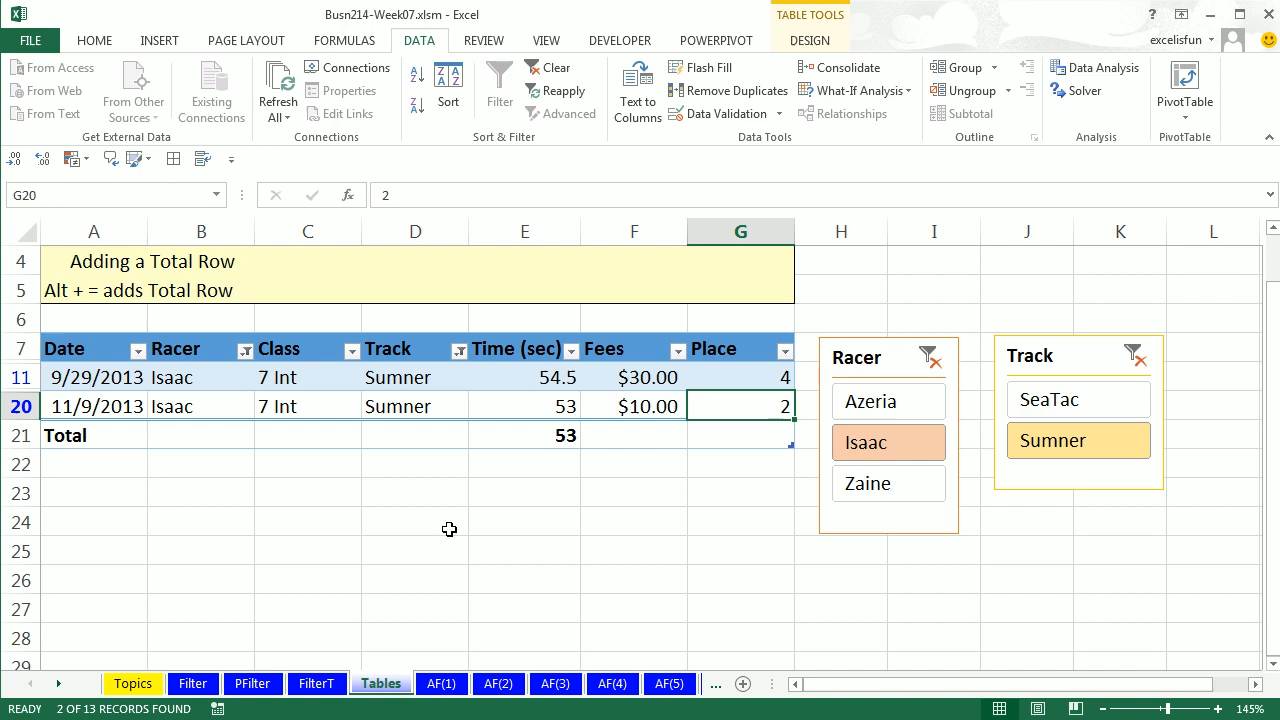 Busn214-Week07.xlsm - Excel
TABLE TOOLS
?
FILE HOME INSERT PAGE LAYOUT FORMULAS DATA REVIEW VIEW DEVELOPER POWERPIVOT DESIGN excelisfun
From Access
From Web
From Text
From Other Sources
Existing Connections
Get External Data
Refresh All
Connections
Properties
Edit Links
Connections
Sort
Filter
Clear
Reapply
Advanced
Sort & Filter
Text to Columns
Flash Fill
Remove Duplicates
Data Validation
Consolidate
What-If Analysis
Relationships
Data Tools
Group
Ungroup
Subtotal
Outline
Data Analysis
Solver
Analysis
PivotTable
PivotTable
G20 fx 2
A B C D E F G H I J K L
4 Adding a Total Row
5 Alt + = adds Total Row
6
7 Date Racer Class Track Time (sec) Fees Place
11 9/29/2013 Isaac 7 Int Sumner 54.5 $30.00 4
20 11/9/2013 Isaac 7 Int Sumner 53 $10.00 2
21 Total 53
22
23
24
25
26
27
28
29
Racer
Azeria
Isaac
Zaine
Track
SeaTac
Sumner
Topics Filter PFilter FilterT Tables AF(1) AF(2) AF(3) AF(4) AF(5) ...
READY 2 OF 13 RECORDS FOUND 145%